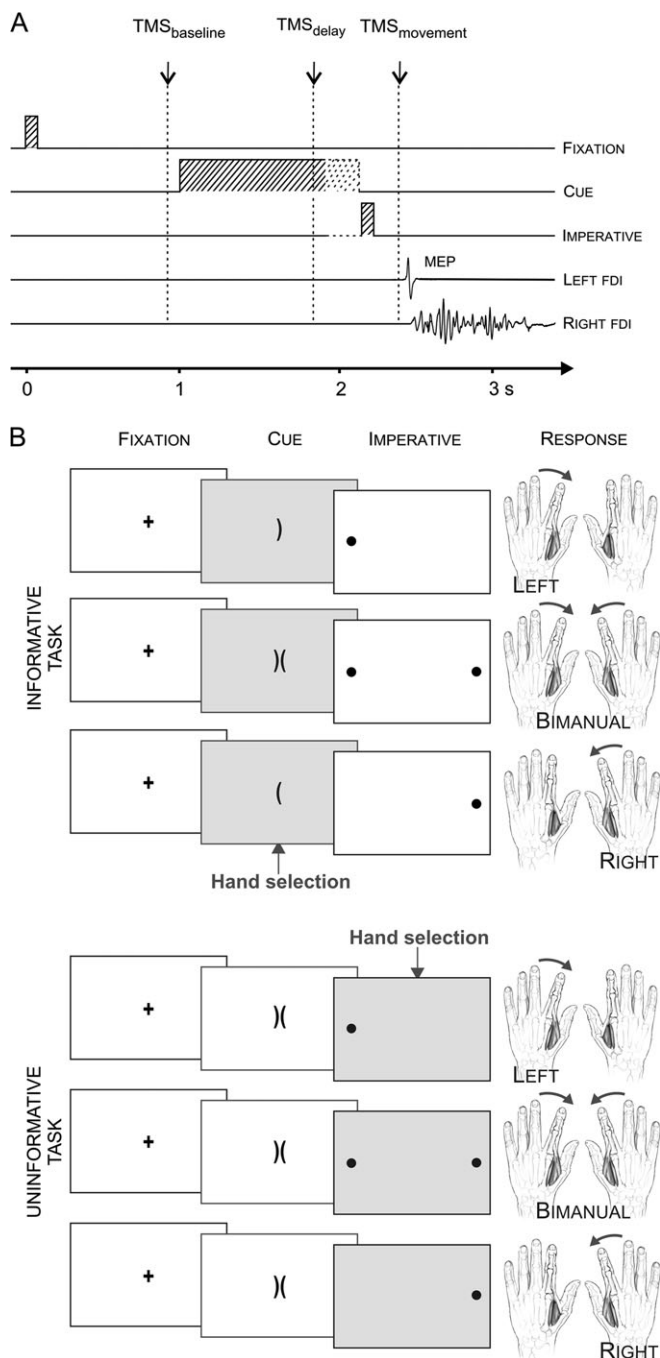 A
TMSbaseline TMSdelay TMSmovement
FIXATION
CUE
IMPERATIVE
MEP
LEFT FDI
RIGHT FDI
0 1 2 3 s
B
FIXATION CUE IMPERATIVE RESPONSE
INFORMATIVE
TASK
+ )
LEFT
+ )(
BIMANUAL
+ (
RIGHT
Hand selection
Hand selection
UNINFORMATIVE
TASK
+ )(
LEFT
+ )(
BIMANUAL
+ )(
RIGHT